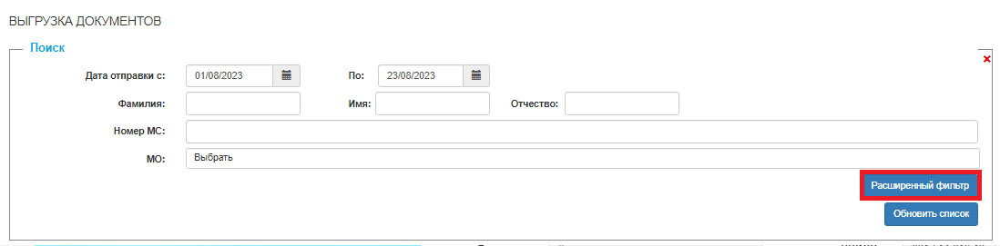 ВЫГРУЗКА ДОКУМЕНТОВ
Поиск
Дата отправки с: 01/08/2023 По: 23/08/2023
Фамилия: Имя: Отчество:
Номер МС:
МО: Выбрать
Расширенный фильтр
Обновить список